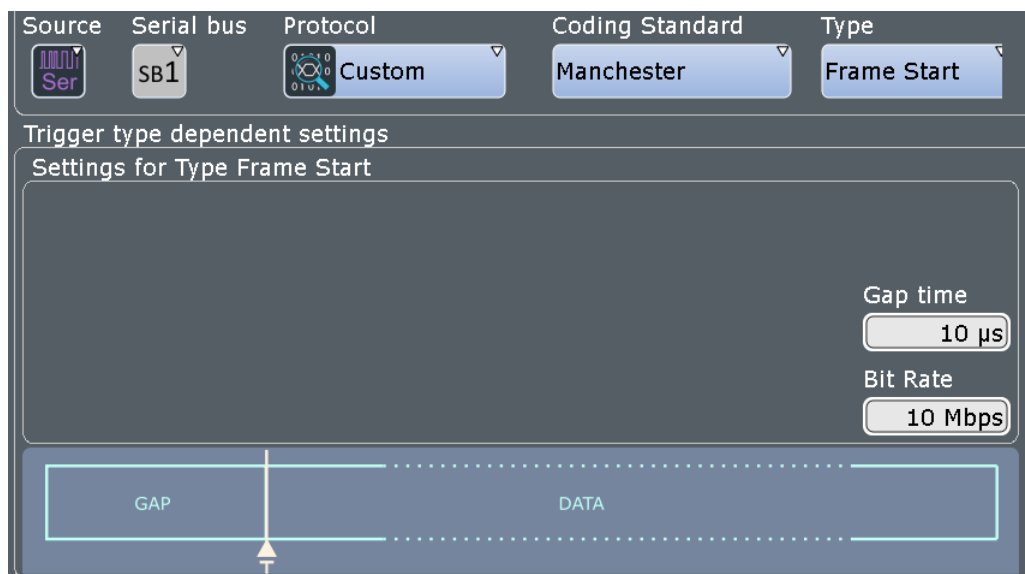 Source Serial bus Protocol Coding Standard Type
Ser SB1 Custom Manchester Frame Start
Trigger type dependent settings
Settings for Type Frame Start
Gap time
10 µs
Bit Rate
10 Mbps
GAP DATA
T